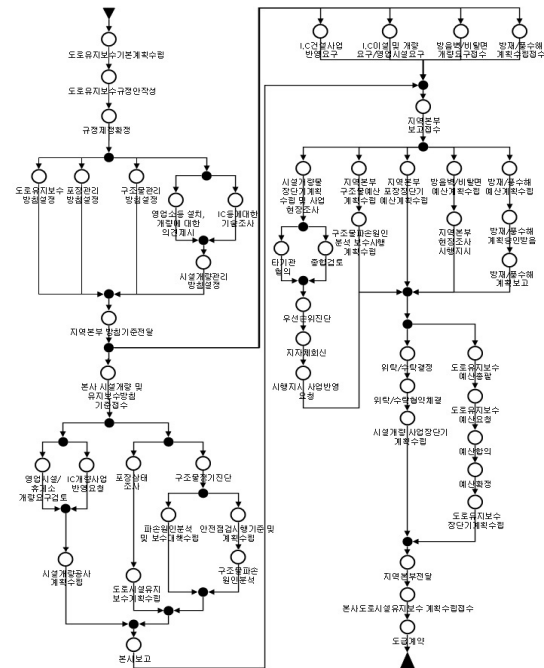 도로유지보수기본계획수립
도로유지보수규정안작성
규정제정확정
도로유지보수
방침설정
포장관리
방침설정
구조물관리
방침설정
영업소등 설치,
개량에 대한
의견제시
IC등에대한
기술조사
시설개량관리
방침설정
지역본부 방침기준전달
본사 시설개량 및
유지보수방침
기준접수
영업시설/
휴게소
개량요구검토
IC개량사업
반영요청
포장상태
조사
구조물정기진단
파손원인분석
및 보수대책수립
안전점검시행기준 및
계획수립
구조물파손
원인분석
시설개량공사
계획수립
도로시설유지
보수계획수립
본사보고
I.C건설사업
반영요구
I.C미설 및 개량
요구/영업시설요구
방음벽/비탈면
개량요구접수
방재/풍수해
계획수립접수
지역본부
보고접수
시설개량물
장단기계획
수립 및 사업
현장조사
지역본부
구조물예산
계획수립
지역본부
포장장단기
계획수립
방음벽/비탈면
예산계획수립
방재/풍수해
예산계획수립
타기관
협의
종합검토
구조물파손원인
분석 보수시행
계획수립
지역본부
현장조사
시행지시
방재/풍수해
계획승인받음
방재/풍수해
계획보고
우선순위진단
지자체회신
시행지시 사업반영
요청
위탁/수탁결정
위탁/수탁협약체결
시설개량 사업장단기
계획수립
도로유지보수
예산총괄
도로유지보수
예산요청
예산합의
예산확정
도로유지보수
장단기계획수립
지역본부전달
본사도로시설유지보수 계획수립접수
도급계약